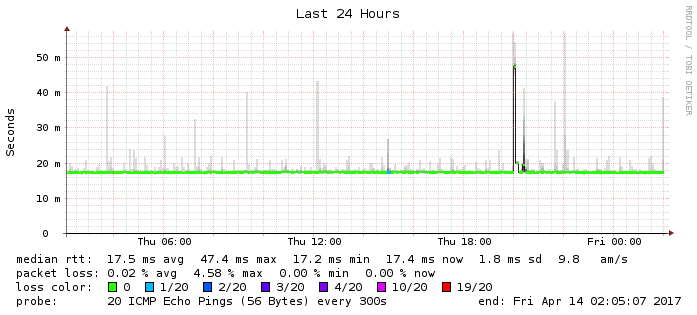 Last 24 Hours
RRDTOOL / TOBI OETIKER
Seconds
50 m
40 m
30 m
20 m
10 m
0
Thu 06:00 Thu 12:00 Thu 18:00 Fri 00:00
median rtt: 17.5 ms avg 47.4 ms max 17.2 ms min 17.4 ms now 1.8 ms sd 9.8 am/s
packet loss: 0.02 % avg 4.58 % max 0.00 % min 0.00 % now
loss color: 0 1/20 2/20 3/20 4/20 10/20 19/20
probe: 20 ICMP Echo Pings (56 Bytes) every 300s end: Fri Apr 14 02:05:07 2017